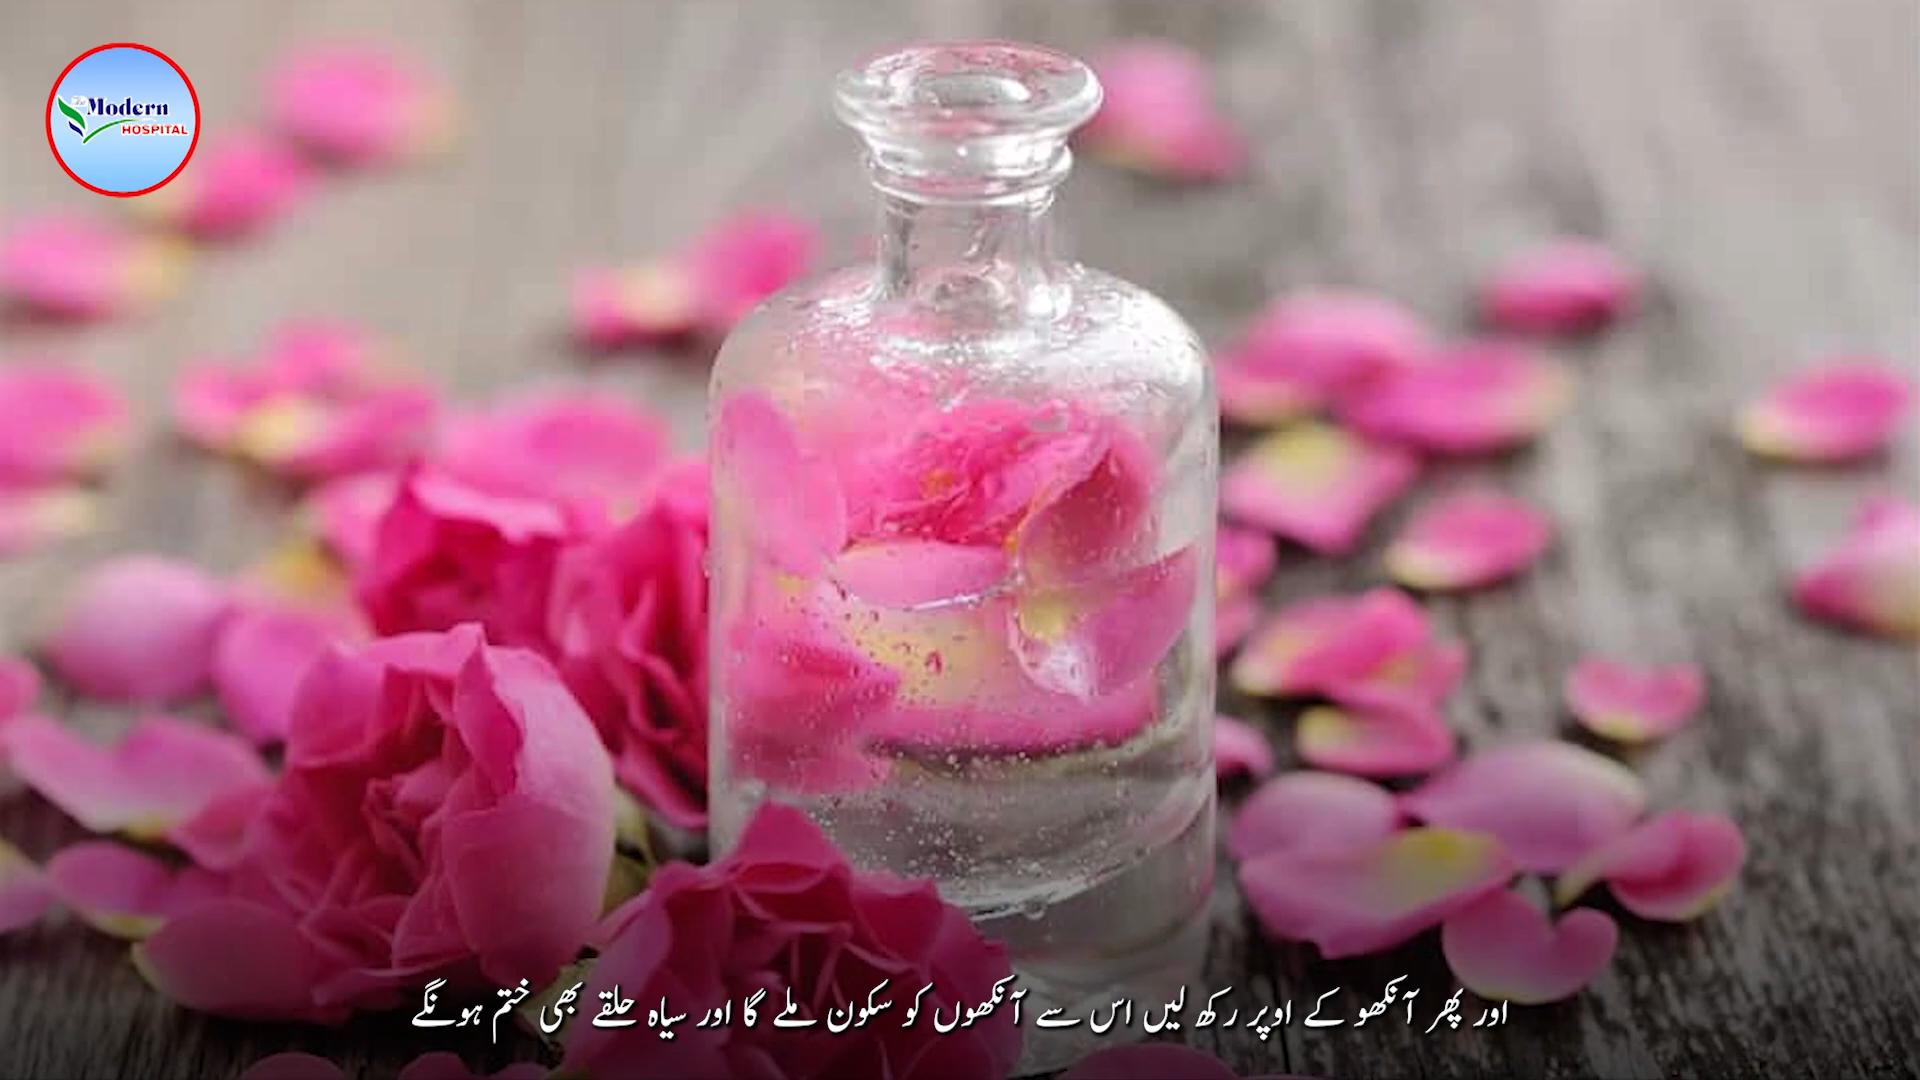 Modern
HOSPITAL
اور پھر آنکھو کے اوپر رکھ لیں اس سے آنکھوں کو سکون ملے گا اور سیاہ حلقے بھی ختم ہونگے